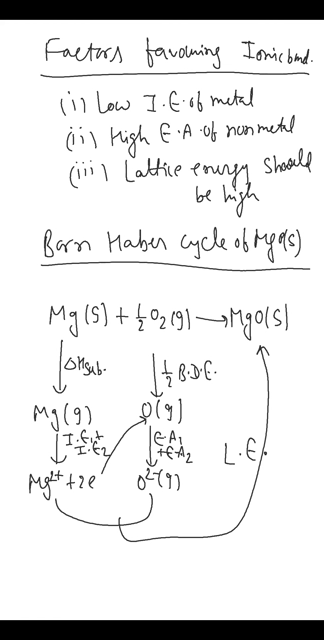 Factors favouring Ionic bond.
(i) Low I.E. of metal
(ii) High E.A. of nonmetal
(iii) Lattice energy should
be high
Born Haber cycle of MgO(s)
Mg(s) + ½ O₂(g) → MgO(s)
↓ ΔHsub. ↓ ½ B.D.E.
Mg(g) O(g)
↓ I.E₁+ I.E₂ ↓ E.A₁ +E.A₂ L.E.
Mg²⁺ + 2e O²⁻(g)